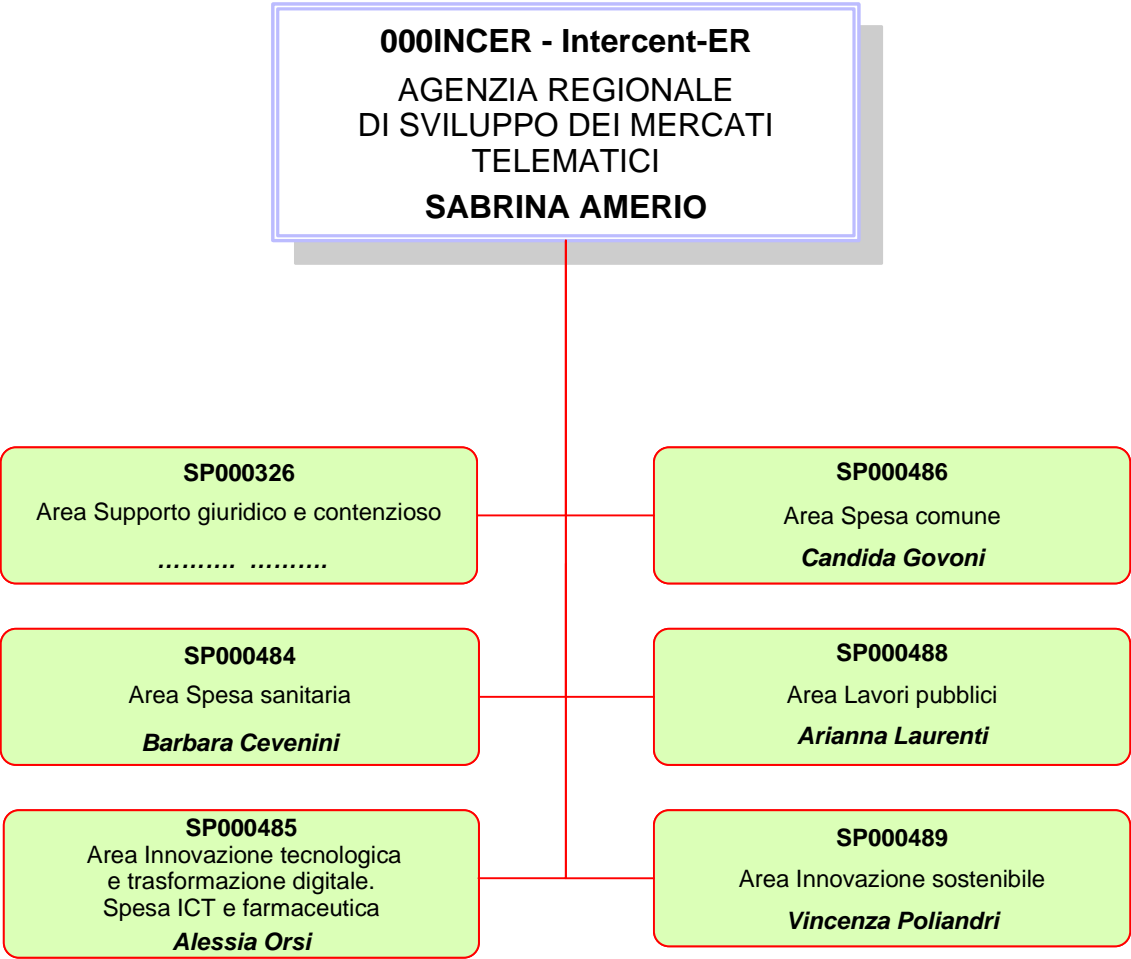 000INCER - Intercent-ER
AGENZIA REGIONALE
DI SVILUPPO DEI MERCATI
TELEMATICI
SABRINA AMERIO
SP000326
Area Supporto giuridico e contenzioso
………. ……….
SP000486
Area Spesa comune
Candida Govoni
SP000484
Area Spesa sanitaria
Barbara Cevenini
SP000488
Area Lavori pubblici
Arianna Laurenti
SP000485
Area Innovazione tecnologica
e trasformazione digitale.
Spesa ICT e farmaceutica
Alessia Orsi
SP000489
Area Innovazione sostenibile
Vincenza Poliandri